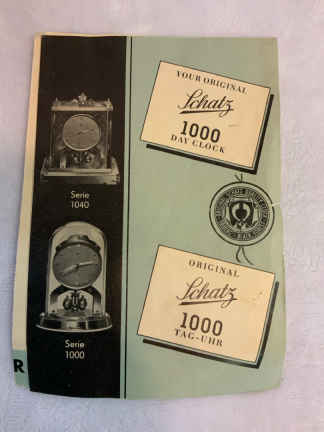 YOUR ORIGINAL
Schatz
1000
DAY CLOCK
Serie
1040
ORIGINAL
Schatz
1000
TAG-UHR
Serie
1000
R